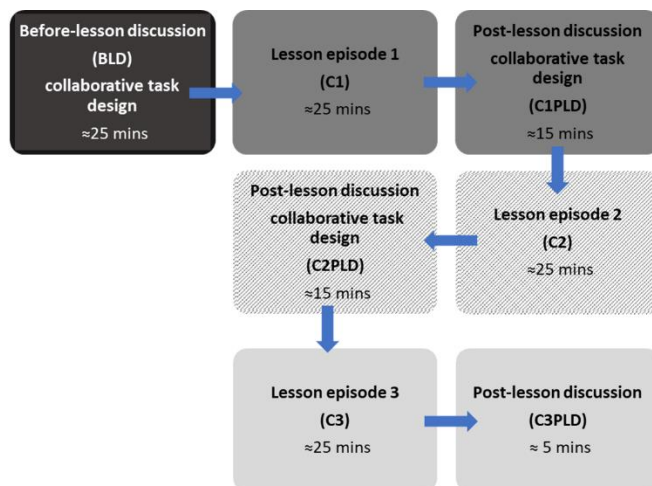 Before-lesson discussion
(BLD)
collaborative task
design
≈25 mins
Lesson episode 1
(C1)
≈25 mins
Post-lesson discussion
collaborative task
design
(C1PLD)
≈15 mins
Lesson episode 2
(C2)
≈25 mins
Post-lesson discussion
collaborative task
design
(C2PLD)
≈15 mins
Lesson episode 3
(C3)
≈25 mins
Post-lesson discussion
(C3PLD)
≈ 5 mins